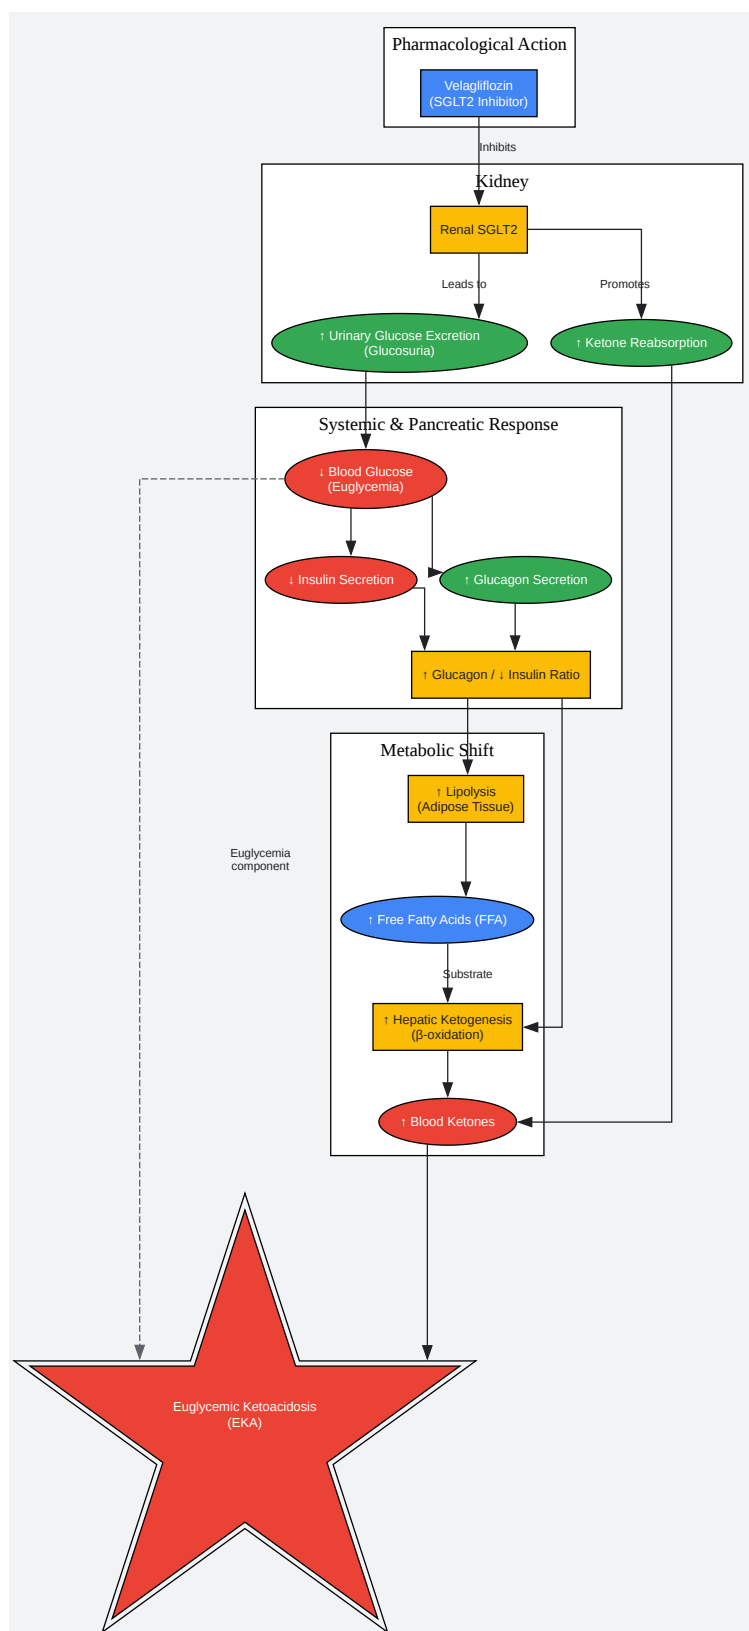 Pharmacological Action
Velagliflozin
(SGLT2 Inhibitor)
Inhibits
Kidney
Renal SGLT2
Leads to
Promotes
↑ Urinary Glucose Excretion
(Glucosuria)
↑ Ketone Reabsorption
Systemic & Pancreatic Response
↓ Blood Glucose
(Euglycemia)
↓ Insulin Secretion
↑ Glucagon Secretion
↑ Glucagon / ↓ Insulin Ratio
Metabolic Shift
↑ Lipolysis
(Adipose Tissue)
Euglycemia
component
↑ Free Fatty Acids (FFA)
Substrate
↑ Hepatic Ketogenesis
(β-oxidation)
↑ Blood Ketones
Euglycemic Ketoacidosis
(EKA)